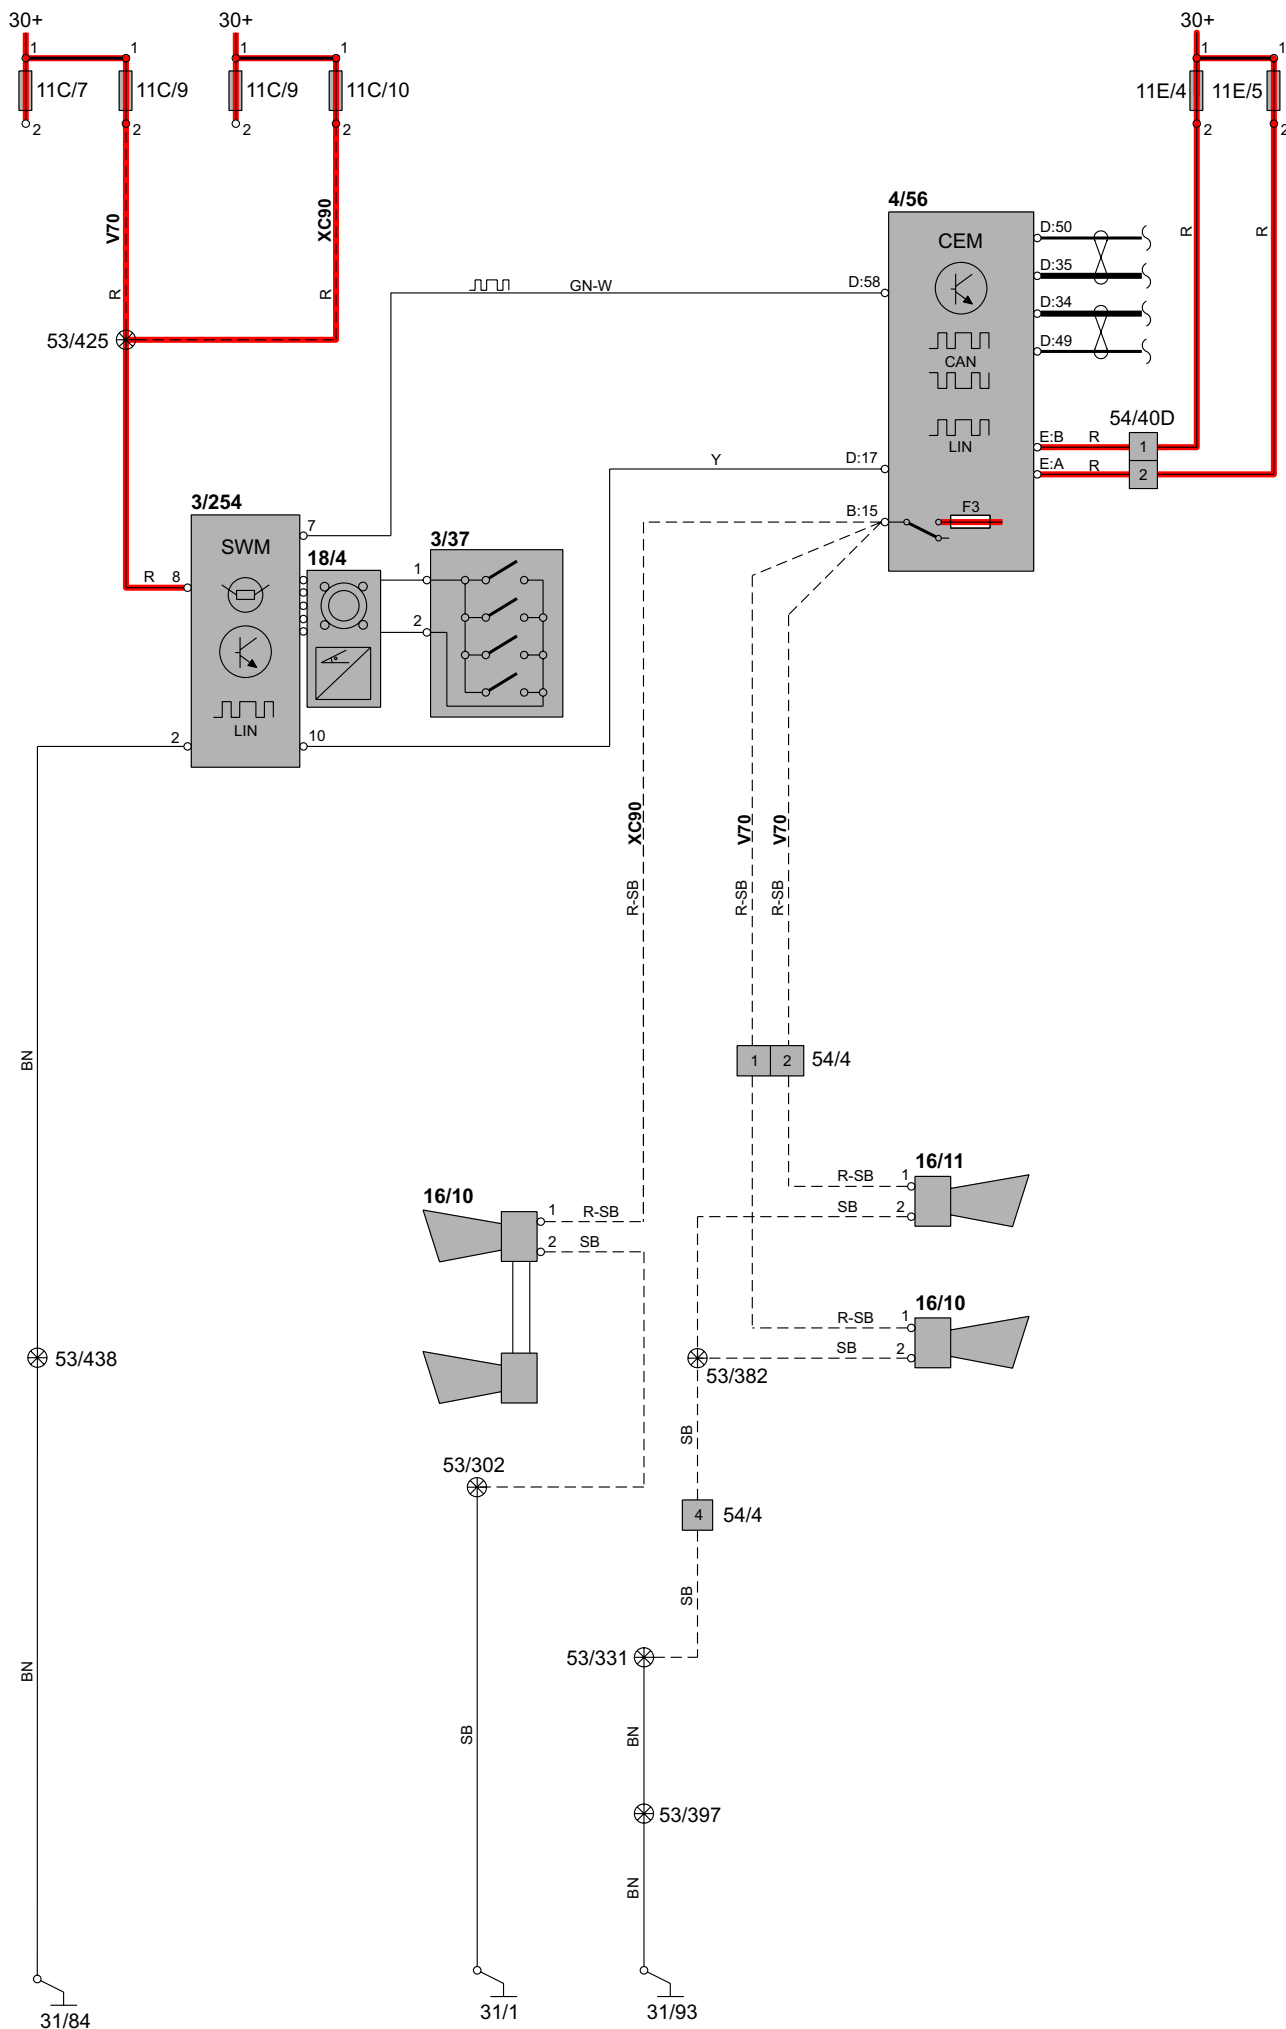 30+
30+
30+
1
1
1
1
1
1
11C/7
11C/9
11C/9
11C/10
11E/4
11E/5
2
2
2
2
2
2
V70
XC90
R
R
R
R
4/56
CEM
D:50
D:35
D:34
D:49
D:58
GN-W
CAN
LIN
53/425
54/40D
E:B
R
1
E:A
R
2
Y
D:17
B:15
F3
3/254
SWM
7
18/4
3/37
R
8
1
2
LIN
2
10
XC90
V70
V70
R-SB
R-SB
R-SB
BN
1
2
54/4
16/11
1
R-SB
2
SB
16/10
1
R-SB
2
SB
16/10
1
R-SB
2
SB
53/438
53/382
SB
53/302
4
54/4
SB
53/331
BN
SB
BN
53/397
BN
31/84
31/1
31/93